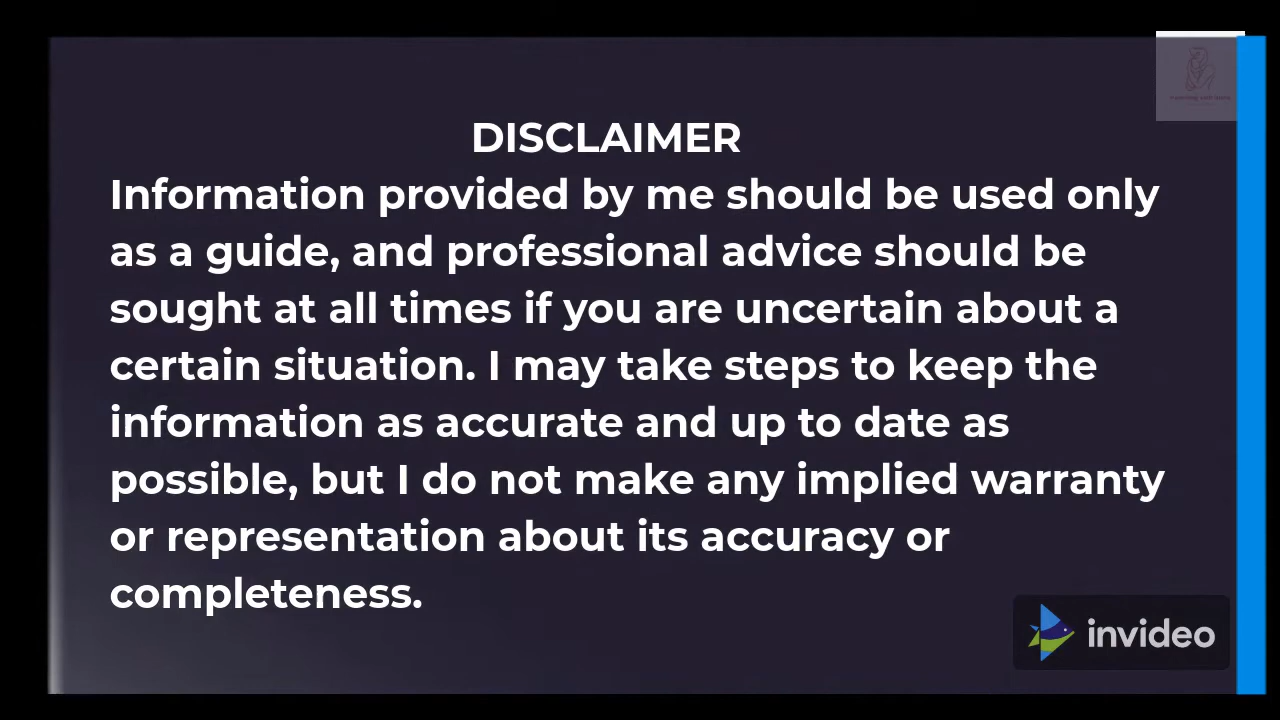 DISCLAIMER
Information provided by me should be used only
as a guide, and professional advice should be
sought at all times if you are uncertain about a
certain situation. I may take steps to keep the
information as accurate and up to date as
possible, but I do not make any implied warranty
or representation about its accuracy or
completeness.
invideo